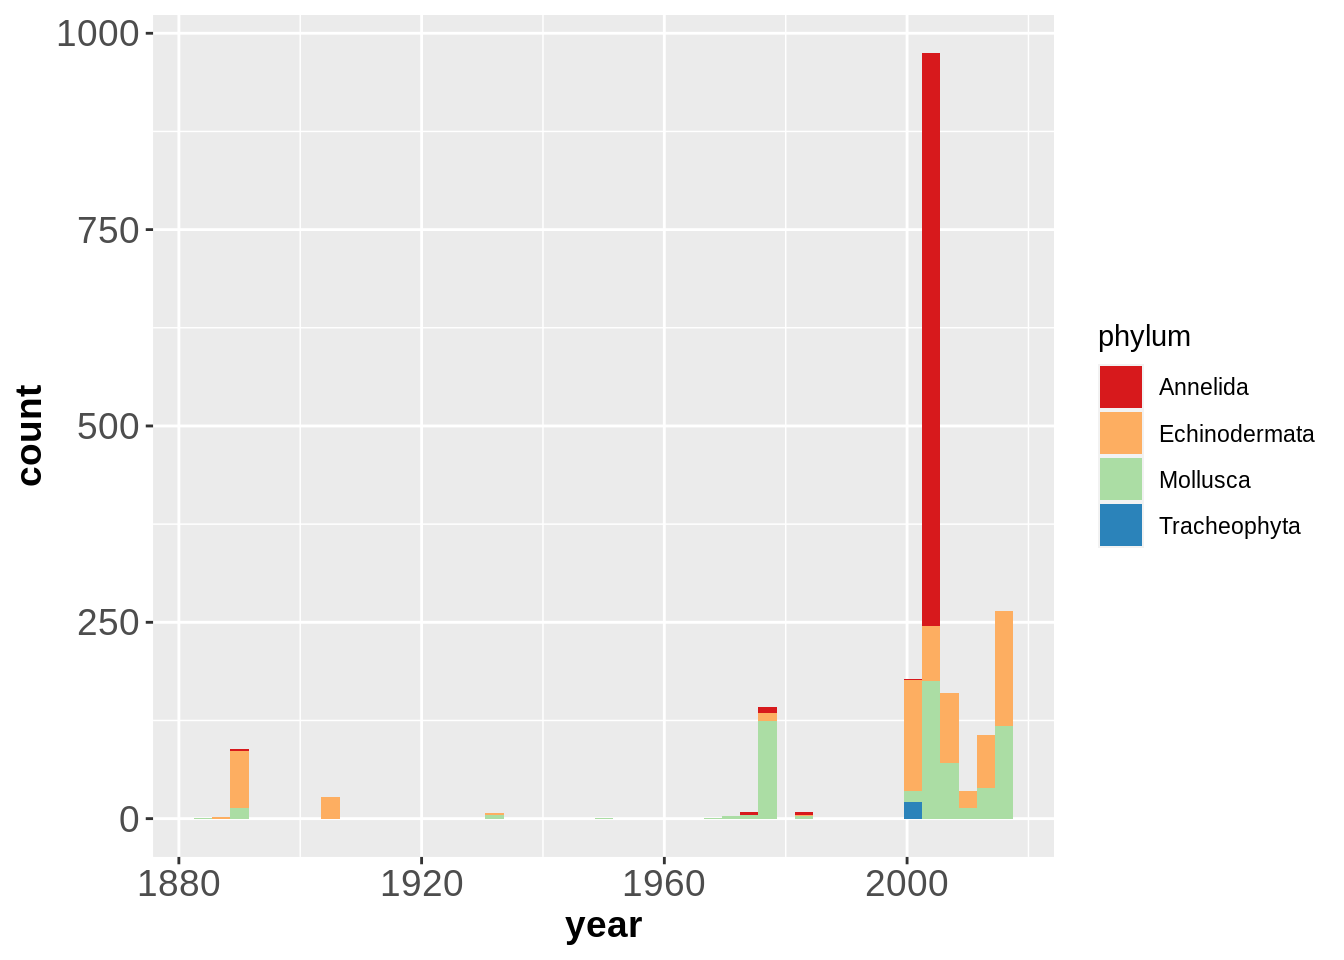 1000
750
500
250
0
count
1880 1920 1960 2000
year
phylum
Annelida
Echinodermata
Mollusca
Tracheophyta